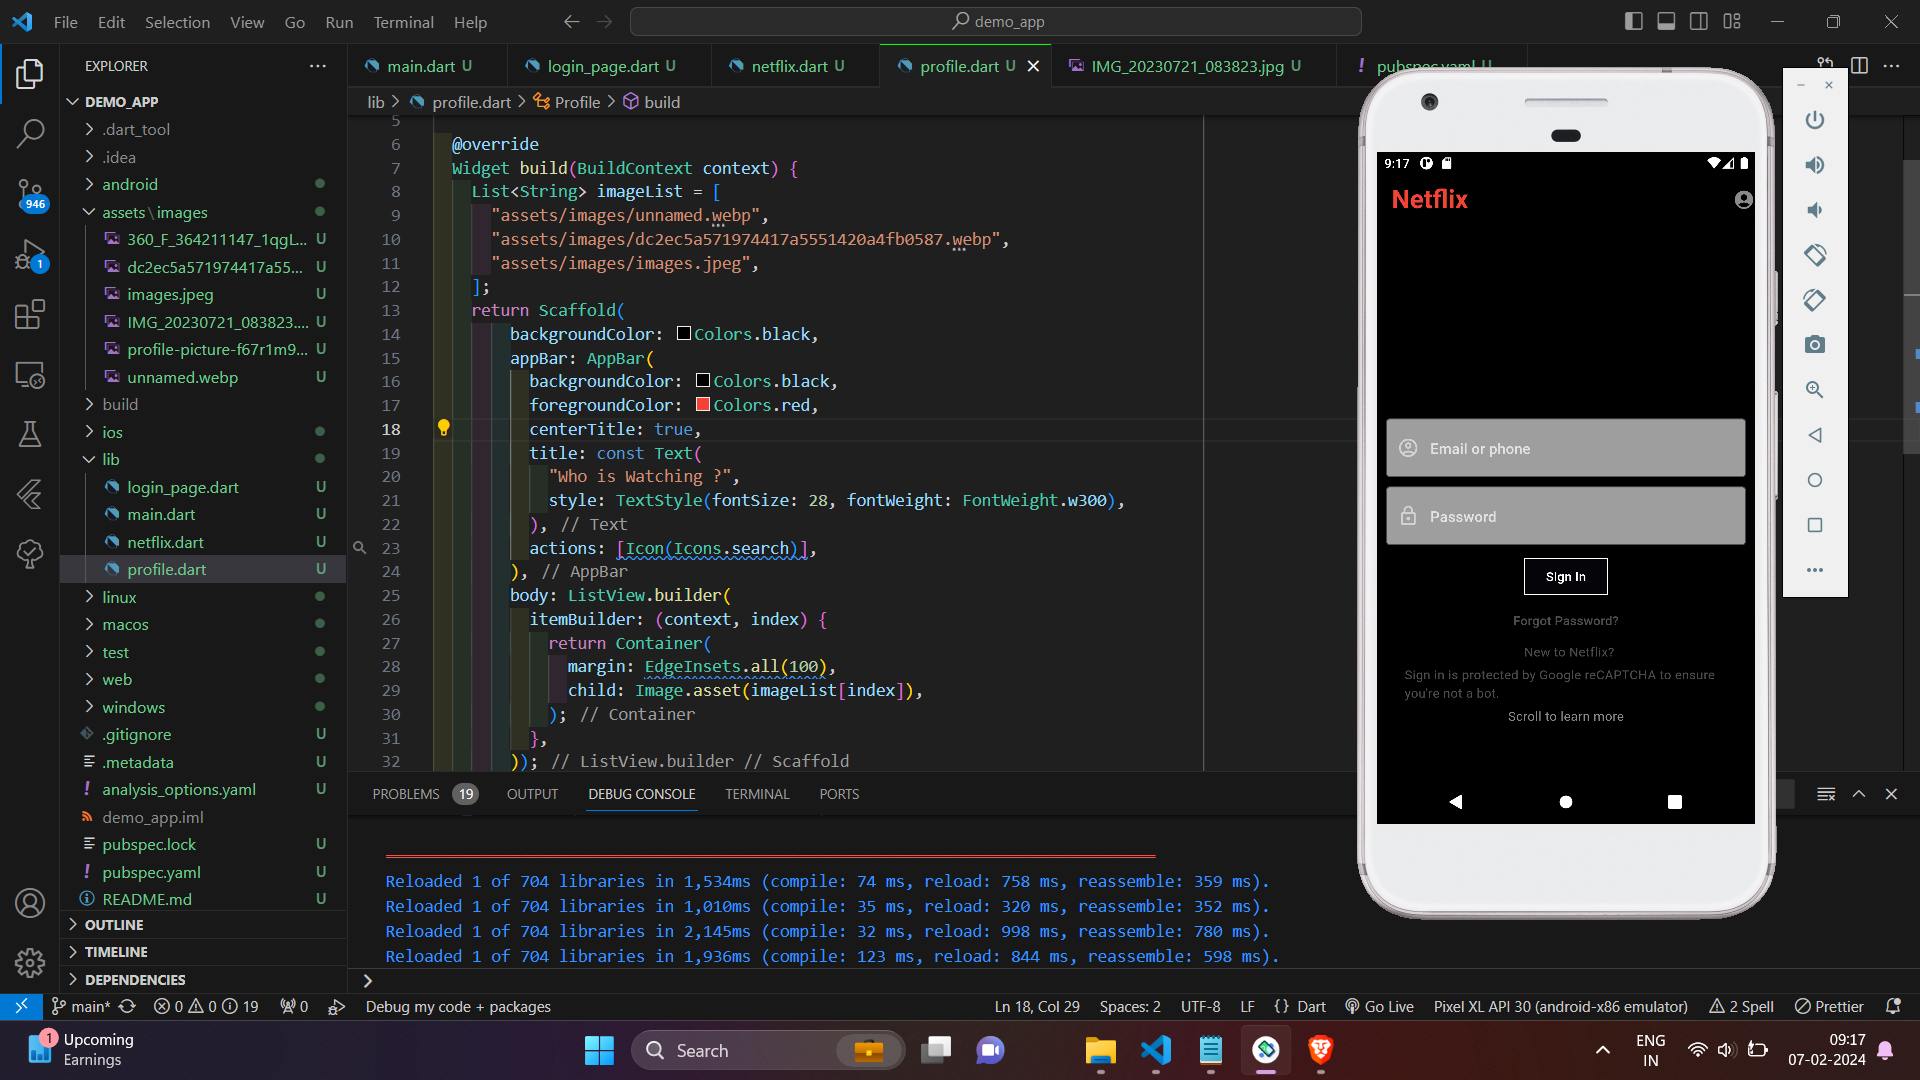 File Edit Selection View Go Run Terminal Help
demo_app
EXPLORER
DEMO_APP
.dart_tool
.idea
android
assets\images
360_F_364211147_1qgL... U
dc2ec5a571974417a55... U
images.jpeg U
IMG_20230721_083823.... U
profile-picture-f67r1m9... U
unnamed.webp U
build
ios
lib
login_page.dart U
main.dart U
netflix.dart U
profile.dart U
linux
macos
test
web
windows
.gitignore U
.metadata U
analysis_options.yaml U
demo_app.iml
pubspec.lock U
pubspec.yaml U
README.md U
OUTLINE
TIMELINE
DEPENDENCIES
946
1
main.dart U login_page.dart U netflix.dart U profile.dart U IMG_20230721_083823.jpg U pubspec.yaml U
lib > profile.dart > Profile > build
5
6 @override
7 Widget build(BuildContext context) {
8 List<String> imageList = [
9 "assets/images/unnamed.webp",
10 "assets/images/dc2ec5a571974417a5551420a4fb0587.webp",
11 "assets/images/images.jpeg",
12 ];
13 return Scaffold(
14 backgroundColor: Colors.black,
15 appBar: AppBar(
16 backgroundColor: Colors.black,
17 foregroundColor: Colors.red,
18 centerTitle: true,
19 title: const Text(
20 "Who is Watching ?",
21 style: TextStyle(fontSize: 28, fontWeight: FontWeight.w300),
22 ), // Text
23 actions: [Icon(Icons.search)],
24 ), // AppBar
25 body: ListView.builder(
26 itemBuilder: (context, index) {
27 return Container(
28 margin: EdgeInsets.all(100),
29 child: Image.asset(imageList[index]),
30 ); // Container
31 },
32 )); // ListView.builder // Scaffold
PROBLEMS 19 OUTPUT DEBUG CONSOLE TERMINAL PORTS
Reloaded 1 of 704 libraries in 1,534ms (compile: 74 ms, reload: 758 ms, reassemble: 359 ms).
Reloaded 1 of 704 libraries in 1,010ms (compile: 35 ms, reload: 320 ms, reassemble: 352 ms).
Reloaded 1 of 704 libraries in 2,145ms (compile: 32 ms, reload: 998 ms, reassemble: 780 ms).
Reloaded 1 of 704 libraries in 1,936ms (compile: 123 ms, reload: 844 ms, reassemble: 598 ms).
>
9:17
Netflix
Email or phone
Password
Sign In
Forgot Password?
New to Netflix?
Sign in is protected by Google reCAPTCHA to ensure
you're not a bot.
Scroll to learn more
main* 0 0 19 0 Debug my code + packages Ln 18, Col 29 Spaces: 2 UTF-8 LF {} Dart Go Live Pixel XL API 30 (android-x86 emulator) 2 Spell Prettier
1
Upcoming
Earnings
Search
ENG
IN
09:17
07-02-2024